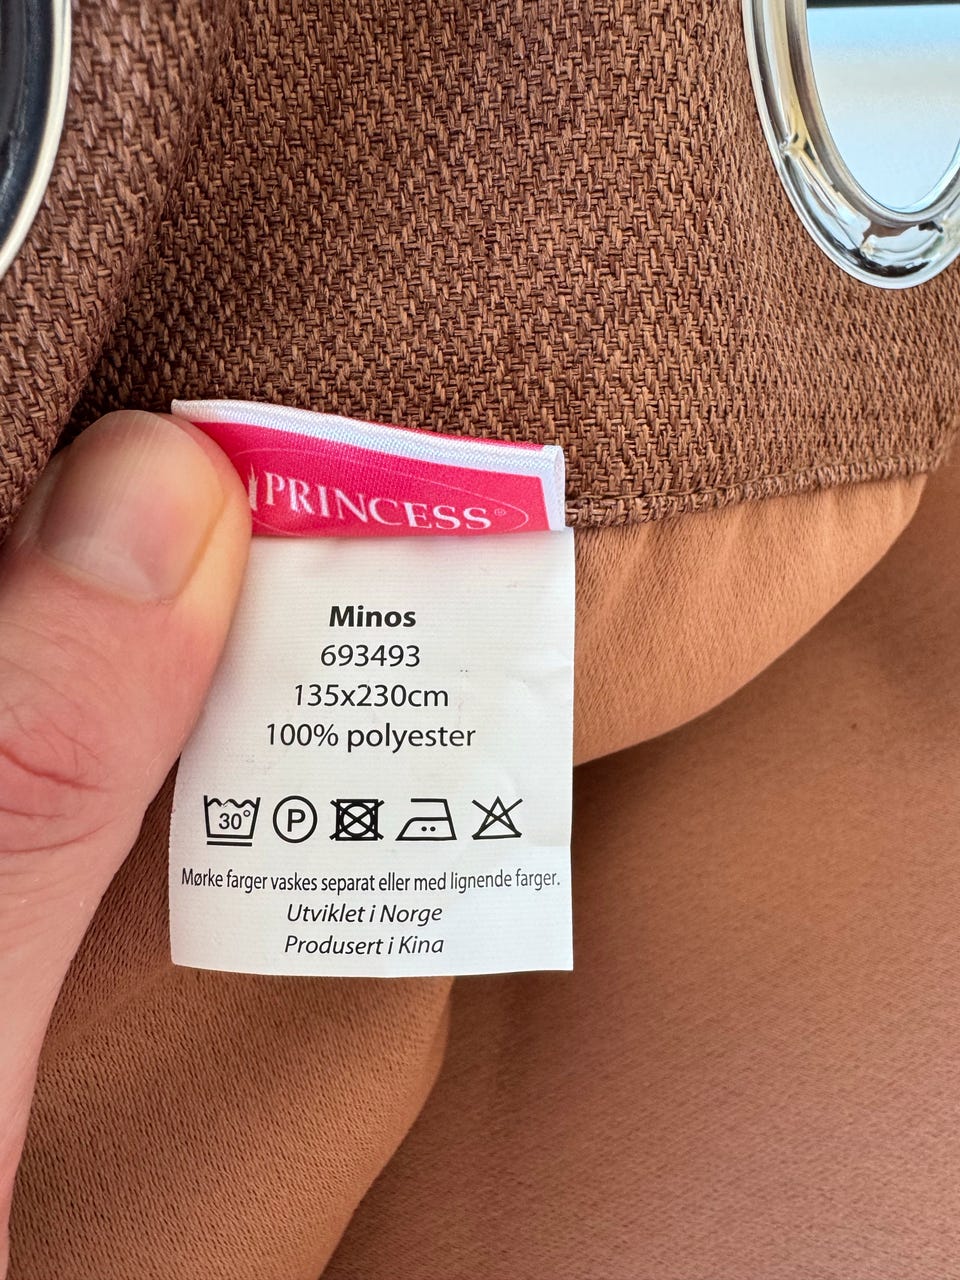 PRINCESS®
Minos
693493
135x230cm
100% polyester
30° P
Mørke farger vaskes separat eller med lignende farger.
Utviklet i Norge
Produsert i Kina